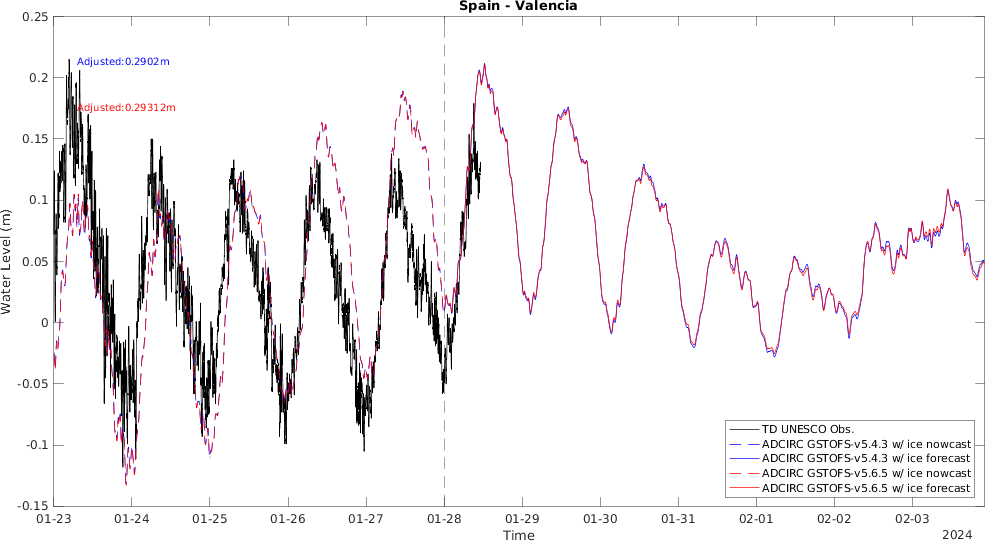 Spain - Valencia
0.25
0.2
0.15
0.1
0.05
0
-0.05
-0.1
-0.15
Water Level (m)
Adjusted:0.2902m
Adjusted:0.29312m
TD UNESCO Obs.
ADCIRC GSTOFS-v5.4.3 w/ ice nowcast
ADCIRC GSTOFS-v5.4.3 w/ ice forecast
ADCIRC GSTOFS-v5.6.5 w/ ice nowcast
ADCIRC GSTOFS-v5.6.5 w/ ice forecast
01-23 01-24 01-25 01-26 01-27 01-28 01-29 01-30 01-31 02-01 02-02 02-03
Time
2024